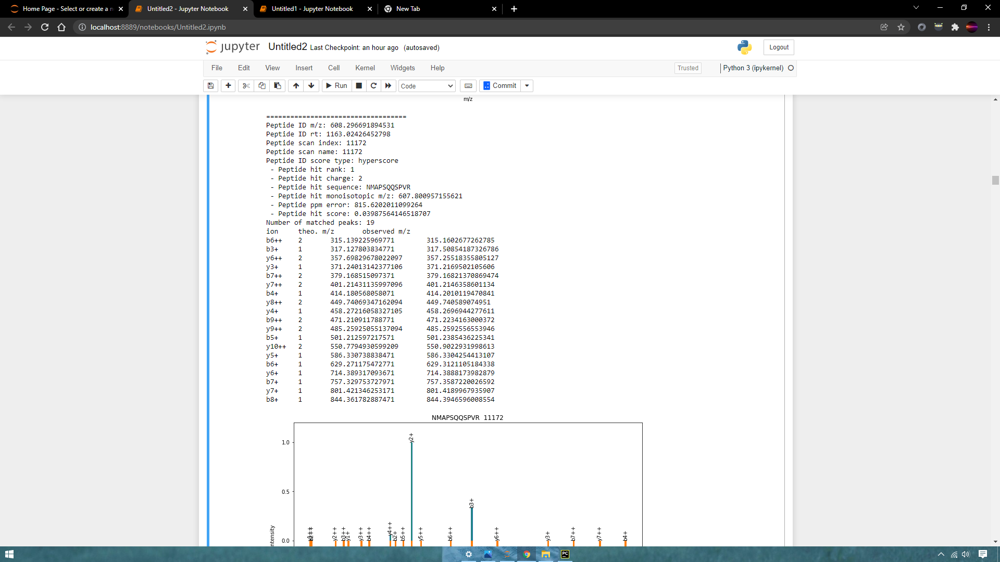 Home Page - Select or create a n
Untitled2 - Jupyter Notebook
Untitled1 - Jupyter Notebook
New Tab
localhost:8889/notebooks/Untitled2.ipynb
jupyter Untitled2 Last Checkpoint: an hour ago (autosaved)
Logout
File Edit View Insert Cell Kernel Widgets Help
Trusted
Python 3 (ipykernel)
Run
Code
Commit
m/z
===================================
Peptide ID m/z: 608.296691894531
Peptide ID rt: 1163.02426452798
Peptide scan index: 11172
Peptide scan name: 11172
Peptide ID score type: hyperscore
- Peptide hit rank: 1
- Peptide hit charge: 2
- Peptide hit sequence: NMAPSQQSPVR
- Peptide hit monoisotopic m/z: 607.800957155621
- Peptide ppm error: 815.6202011099264
- Peptide hit score: 0.03987564146518707
Number of matched peaks: 19
ion theo. m/z observed m/z
b6++ 2 315.139225969771 315.1602677262785
b3+ 1 317.127803834771 317.50854187326786
y6++ 2 357.69829678022097 357.25518355805127
y3+ 1 371.24013142377106 371.2169502105606
b7++ 2 379.168515097371 379.16821370869474
y7++ 2 401.21431135997096 401.2146358601134
b4+ 1 414.180568058071 414.2010119470841
y8++ 2 449.74069347162094 449.740589074951
y4+ 1 458.27216058327105 458.2696944277611
b9++ 2 471.210911788771 471.2234163000372
y9++ 2 485.25925055137094 485.2592556553946
b5+ 1 501.212597217571 501.2385436225341
y10++ 2 550.7794930599209 550.9022931998613
y5+ 1 586.330738838471 586.3304254413107
b6+ 1 629.271175472771 629.3121105184338
y6+ 1 714.389317093671 714.3888173982879
b7+ 1 757.329753727971 757.3587220026592
y7+ 1 801.421346253171 801.4189967935907
b8+ 1 844.361782887471 844.3946596008554
NMAPSQQSPVR 11172
1.0
0.5
0.0
y2+
b3+
y2++
b3++
y1+
y3++
b4++
y4++
b2+
b5++
y5++
b6++
y6++
y3+
b7++
y7++
b4+
PC